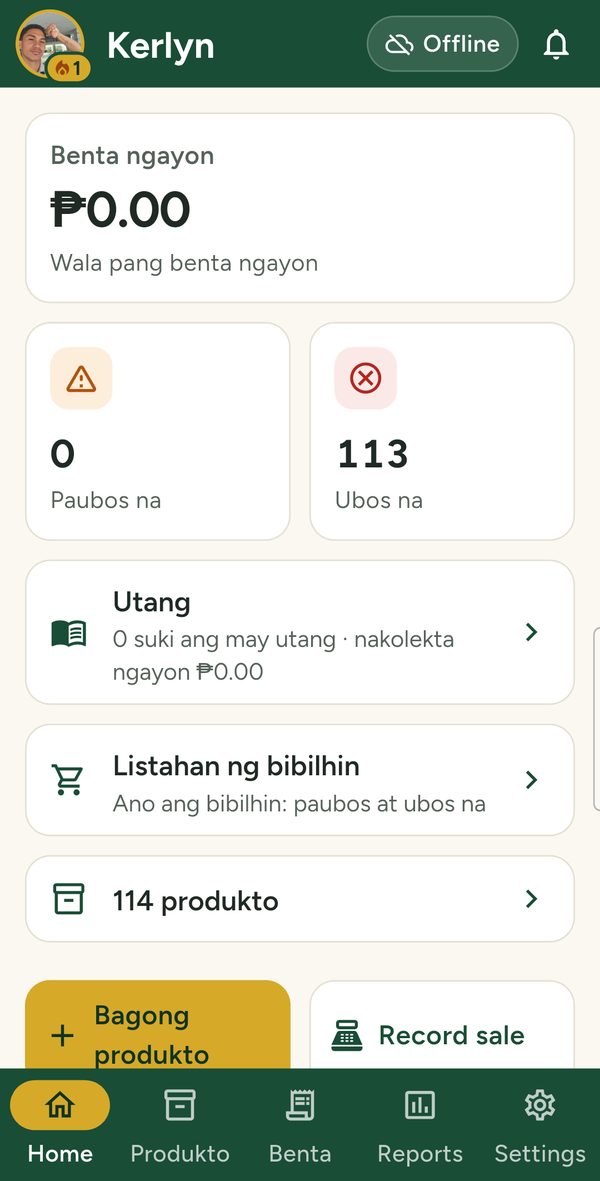 Kerlyn
1
Offline
Benta ngayon
₱0.00
Wala pang benta ngayon
0
Paubos na
113
Ubos na
Utang
0 suki ang may utang · nakolekta
ngayon ₱0.00
Listahan ng bibilhin
Ano ang bibilhin: paubos at ubos na
114 produkto
Bagong
produkto
Record sale
Home
Produkto
Benta
Reports
Settings